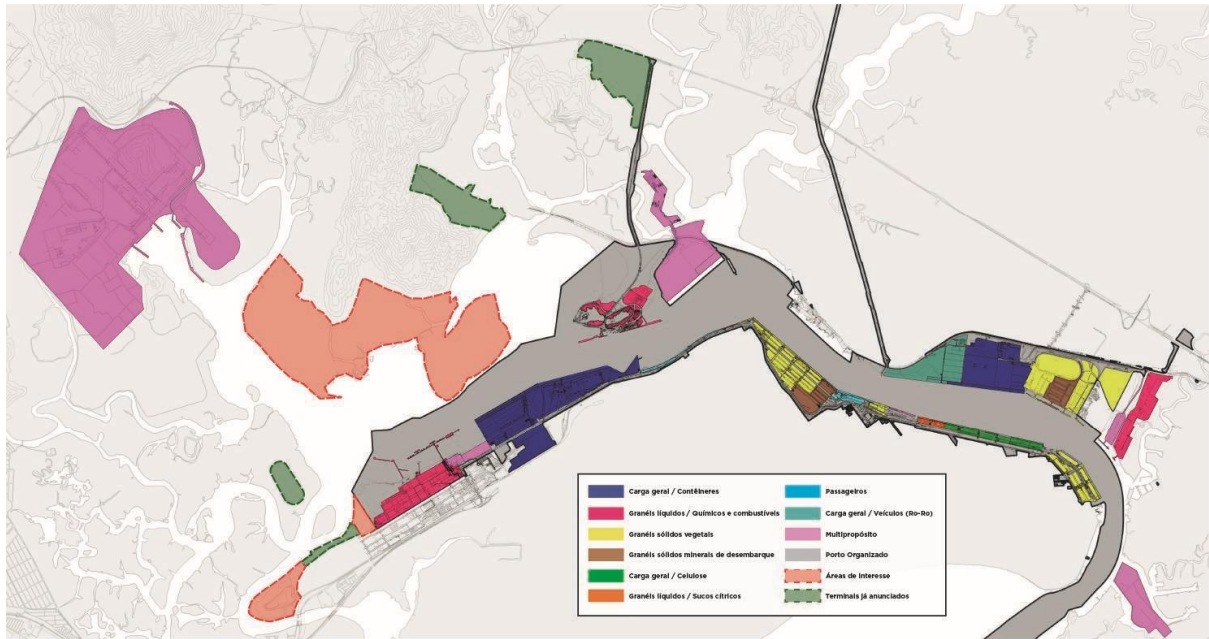 Carga geral / Contêineres
Granéis líquidos / Químicos e combustíveis
Granéis sólidos vegetais
Granéis sólidos minerais de desembarque
Carga geral / Celulose
Granéis líquidos / Sucos cítricos
Passageiros
Carga geral / Veículos (Ro-Ro)
Multipropósito
Porto Organizado
Áreas de Interesse
Terminais já anunciados